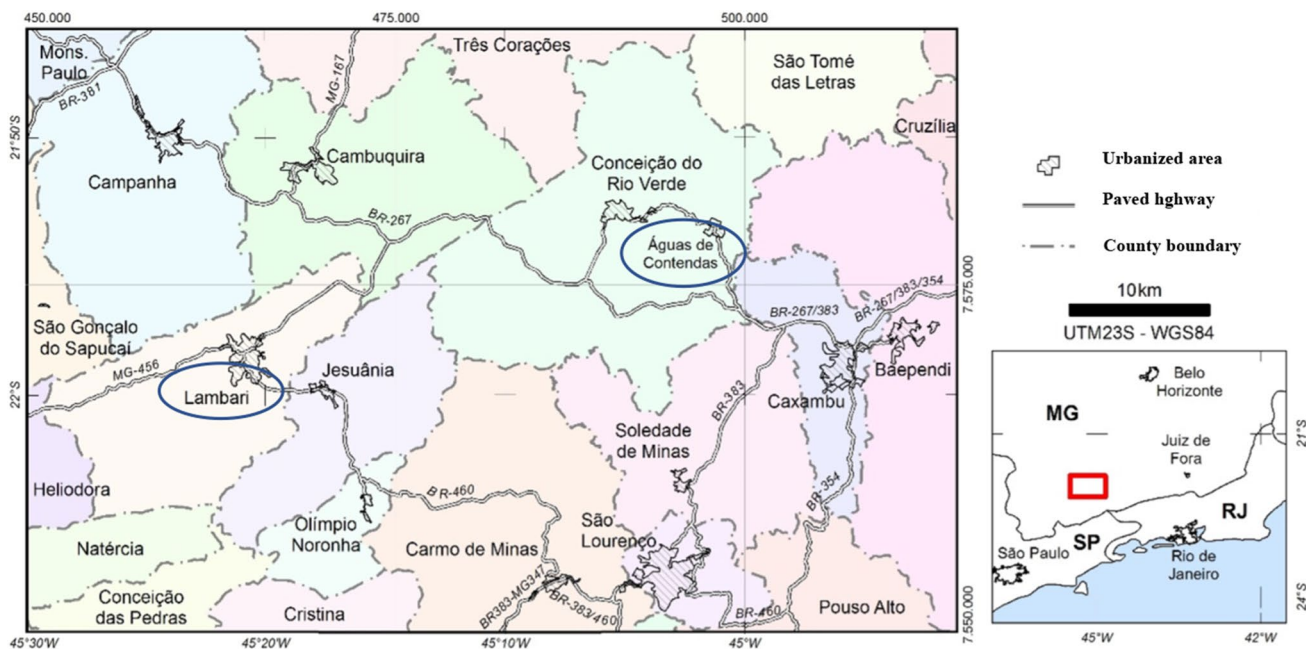 450.000
475.000
500.000
Mons.
Paulo
BR-381
MG-167
Três Corações
São Tomé
das Letras
Cruzília
21°50'S
Campanha
Cambuquira
Conceição do
Rio Verde
BR-267
Águas de
Contendas
7.575.000
BR-267/383
BR-267/383/354
São Gonçalo
do Sapucaí
MG-456
22°S
Lambari
Jesuânia
BR-383
Caxambu
Baependi
Soledade
de Minas
Heliodora
BR-460
BR-354
Olímpio
Noronha
São
Lourenço
Natércia
Carmo de Minas
Conceição
das Pedras
Cristina
BR383-MG347
BR-383/460
BR-460
Pouso Alto
7.550.000
45°30'W
45°20'W
45°10'W
45°W
Urbanized area
Paved hghway
County boundary
10km
UTM23S - WGS84
Belo
Horizonte
MG
21°S
Juiz de
Fora
RJ
SP
São Paulo
Rio de
Janeiro
24°S
45°W
42°W